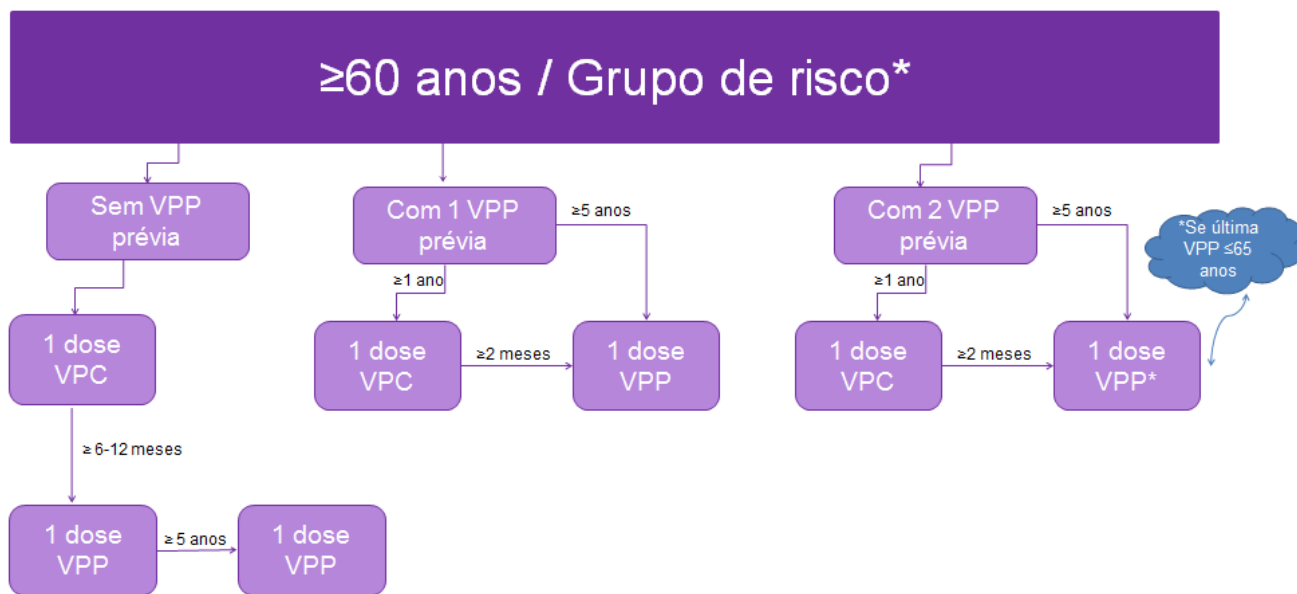 ≥60 anos / Grupo de risco*
Sem VPP
prévia
Com 1 VPP
prévia
≥5 anos
Com 2 VPP
prévia
≥5 anos
*Se última
VPP ≤65
anos
≥1 ano
≥1 ano
1 dose
VPC
1 dose
VPC
≥2 meses
1 dose
VPP
1 dose
VPC
≥2 meses
1 dose
VPP*
≥ 6-12 meses
1 dose
VPP
≥ 5 anos
1 dose
VPP